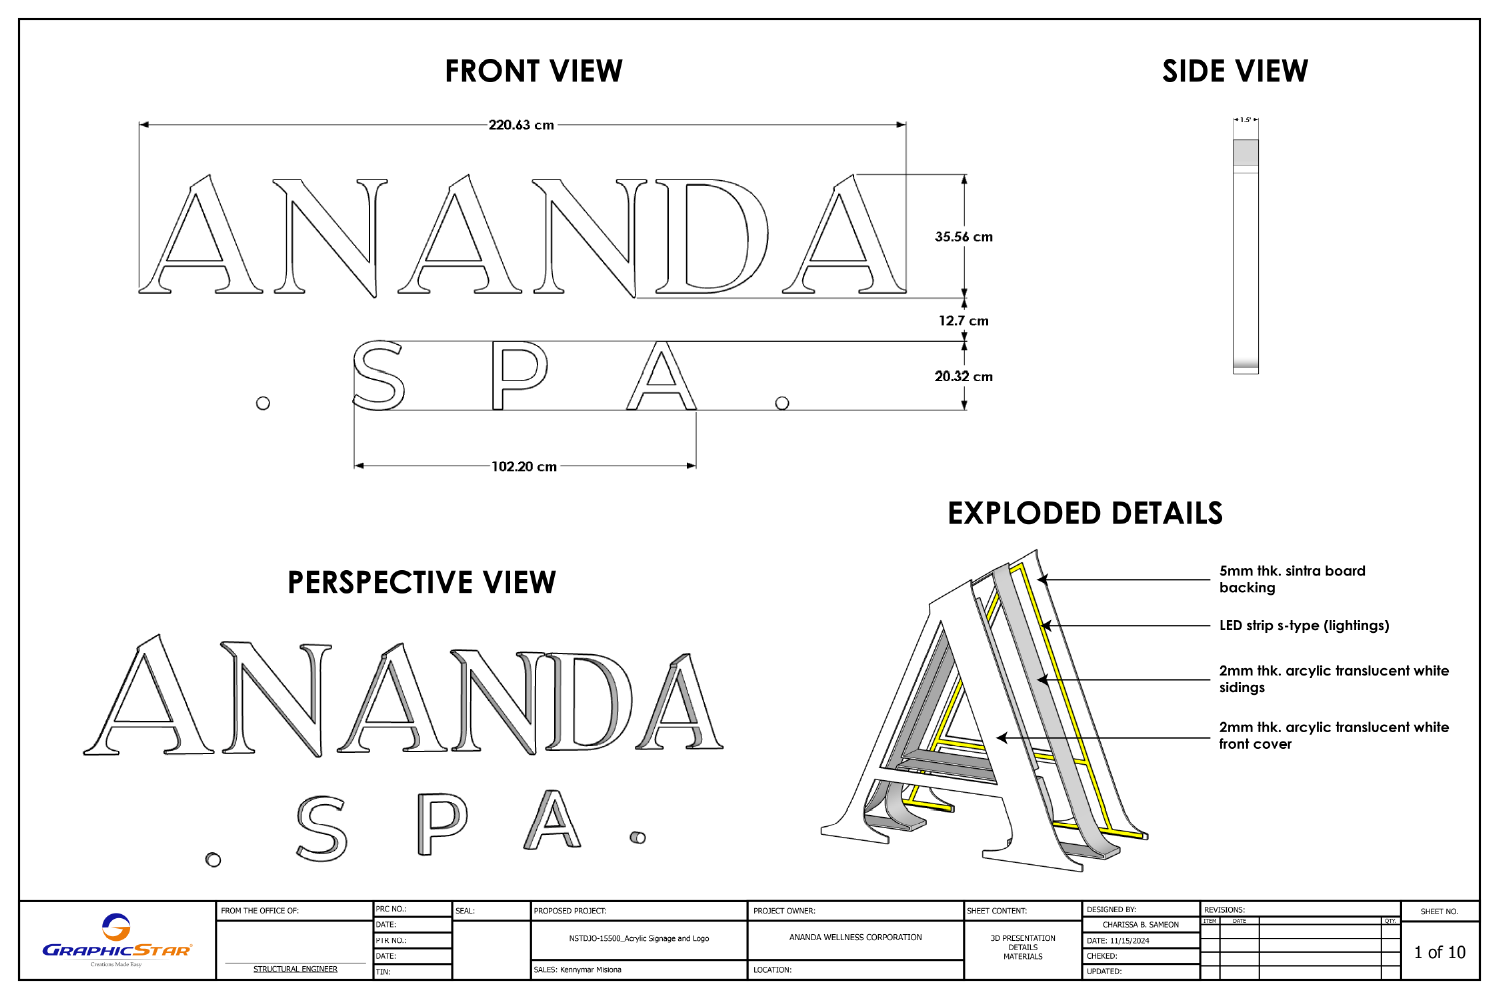 FRONT VIEW
SIDE VIEW
220.63 cm
1.5"
ANANDA
35.56 cm
12.7 cm
. S P A .
20.32 cm
102.20 cm
EXPLODED DETAILS
PERSPECTIVE VIEW
5mm thk. sintra board
backing
LED strip s-type (lightings)
2mm thk. arcylic translucent white
sidings
2mm thk. arcylic translucent white
front cover
ANANDA
. S P A .
A
GRAPHICSTAR
Creations Made Easy
FROM THE OFFICE OF:
STRUCTURAL ENGINEER
PRC NO.:
DATE:
PTR NO.:
DATE:
TIN:
SEAL:
PROPOSED PROJECT:
NSTDJO-15500_Acrylic Signage and Logo
SALES: Kennymar Misiona
PROJECT OWNER:
ANANDA WELLNESS CORPORATION
LOCATION:
SHEET CONTENT:
3D PRESENTATION
DETAILS
MATERIALS
DESIGNED BY:
CHARISSA B. SAMEON
DATE: 11/15/2024
CHEKED:
UPDATED:
REVISIONS:
ITEM DATE QTY.
SHEET NO.
1 of 10